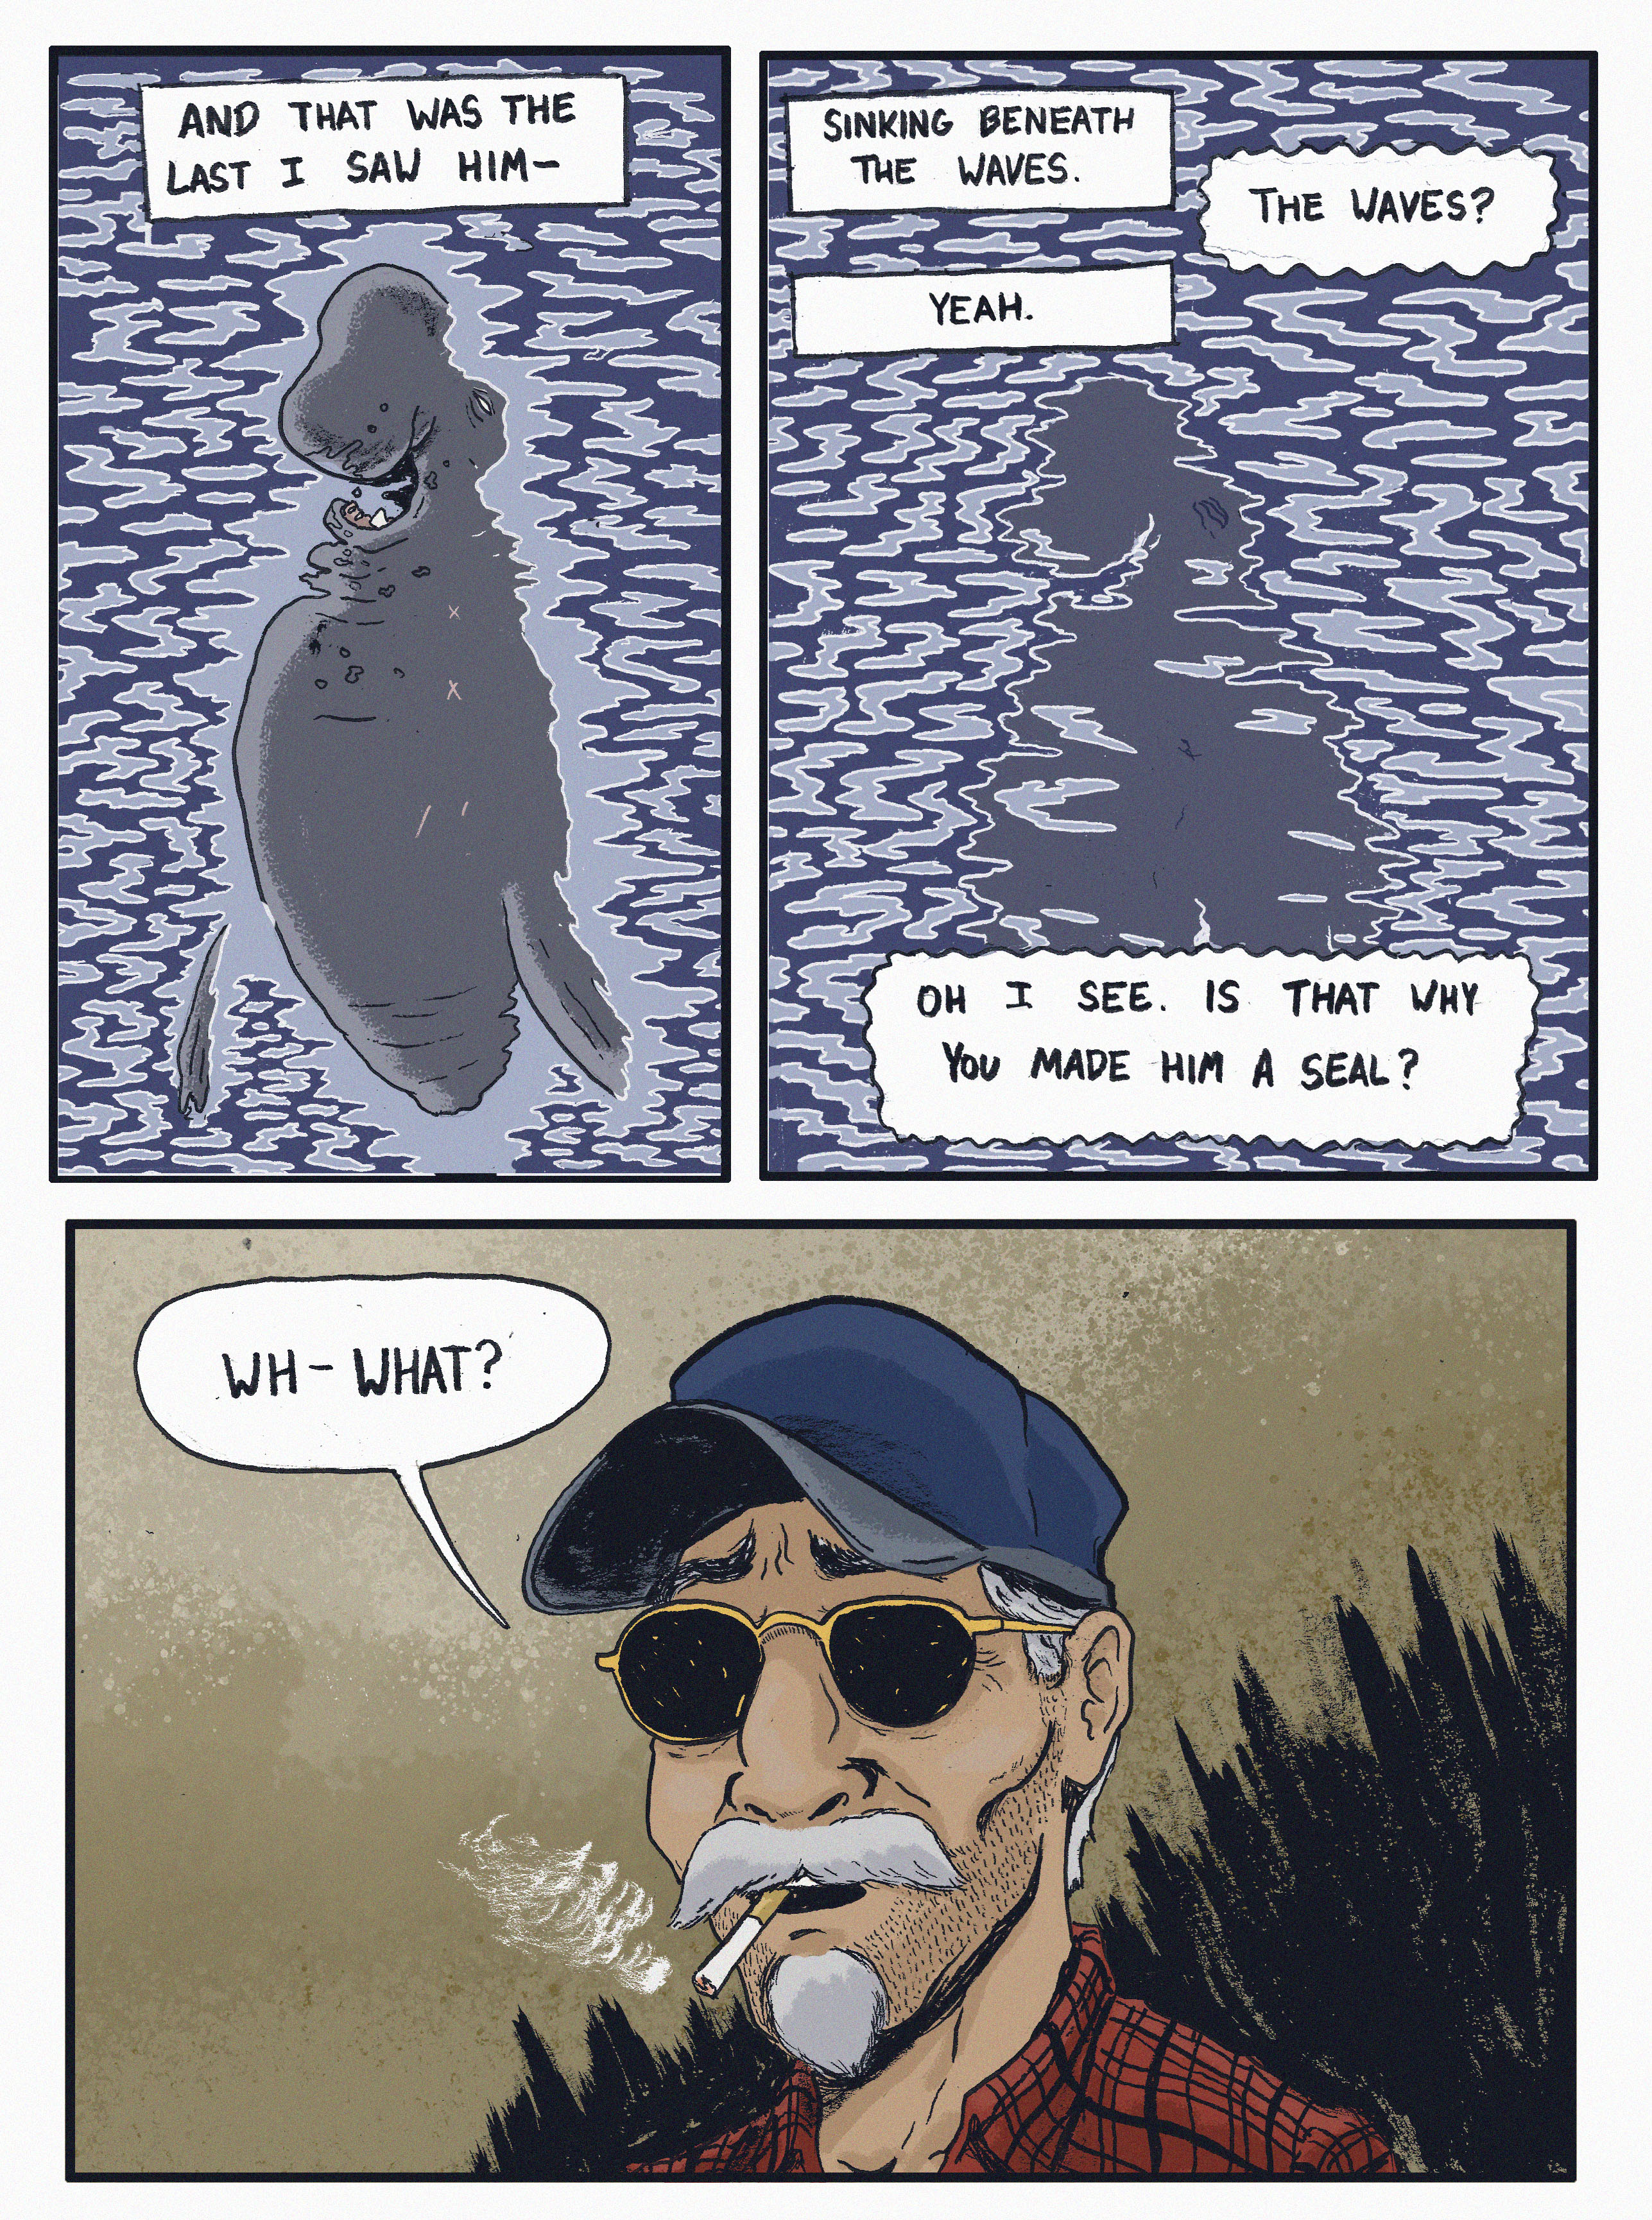 AND THAT WAS THE
LAST I SAW HIM-
SINKING BENEATH
THE WAVES.
THE WAVES?
YEAH.
OH I SEE. IS THAT WHY
YOU MADE HIM A SEAL?
WH- WHAT?